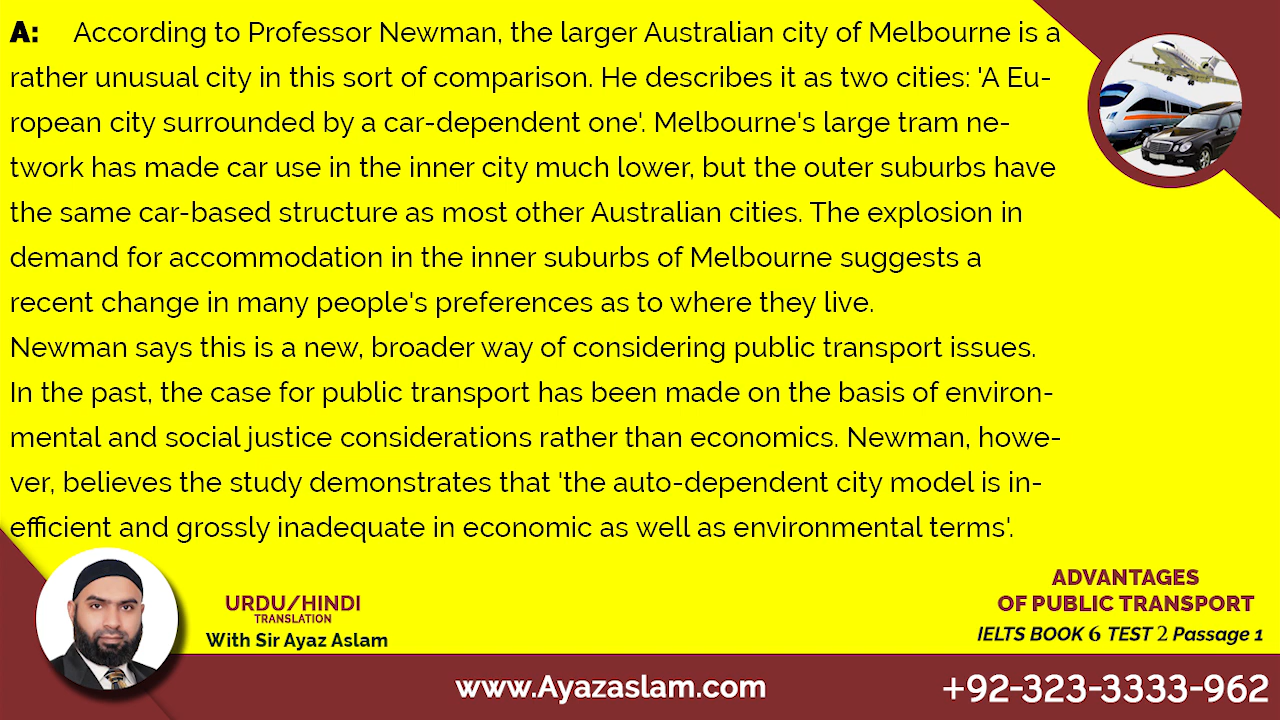 A: According to Professor Newman, the larger Australian city of Melbourne is a
rather unusual city in this sort of comparison. He describes it as two cities: 'A Eu-
ropean city surrounded by a car-dependent one'. Melbourne's large tram ne-
twork has made car use in the inner city much lower, but the outer suburbs have
the same car-based structure as most other Australian cities. The explosion in
demand for accommodation in the inner suburbs of Melbourne suggests a
recent change in many people's preferences as to where they live.
Newman says this is a new, broader way of considering public transport issues.
In the past, the case for public transport has been made on the basis of environ-
mental and social justice considerations rather than economics. Newman, howe-
ver, believes the study demonstrates that 'the auto-dependent city model is in-
efficient and grossly inadequate in economic as well as environmental terms'.
URDU/HINDI
TRANSLATION
With Sir Ayaz Aslam
ADVANTAGES
OF PUBLIC TRANSPORT
IELTS BOOK 6 TEST 2 Passage 1
www.Ayazaslam.com
+92-323-3333-962